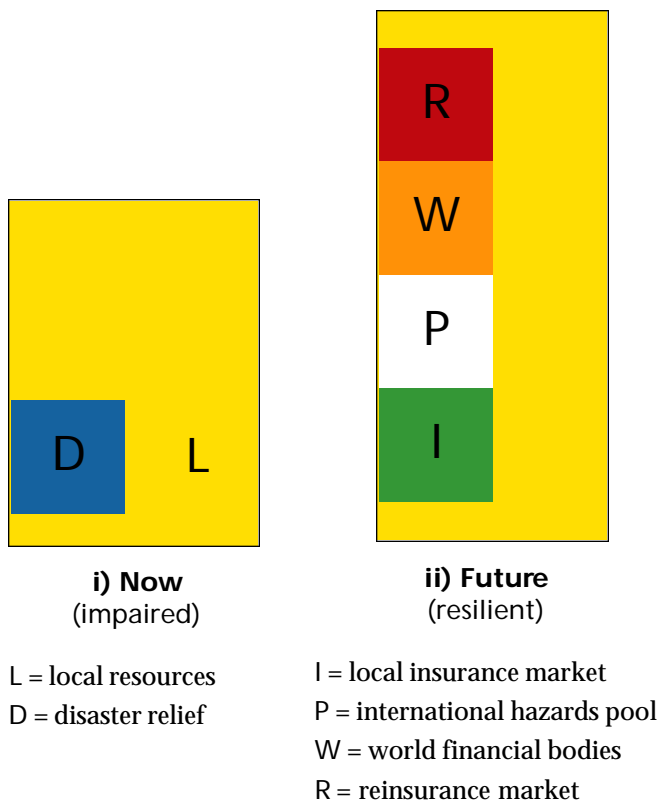 R
W
P
I
D
L
i) Now
(impaired)
L = local resources
D = disaster relief
ii) Future
(resilient)
I = local insurance market
P = international hazards pool
W = world financial bodies
R = reinsurance market